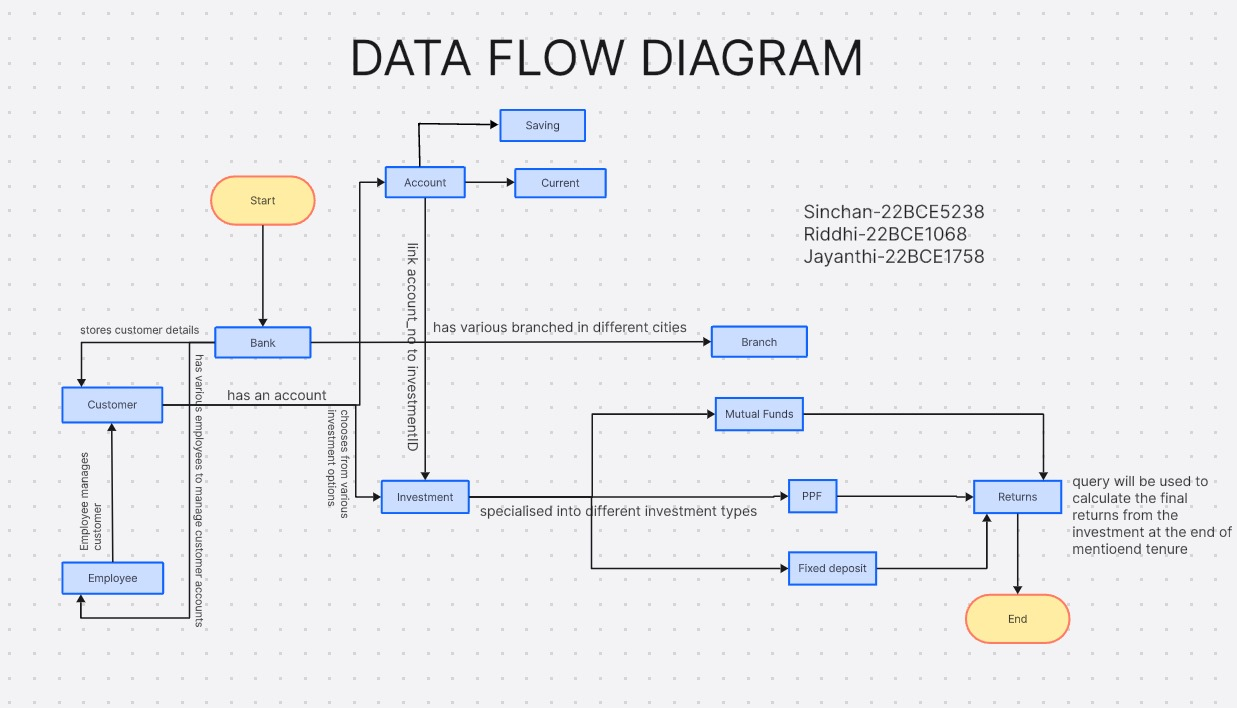 DATA FLOW DIAGRAM
Saving
Account
Current
Start
Sinchan-22BCE5238
Riddhi-22BCE1068
Jayanthi-22BCE1758
link account_no to investmentID
stores customer details
has various branched in different cities
Bank
Branch
has various employees to manage customer accounts
Customer
has an account
chooses from various
investment options
Mutual Funds
Employee manages
customer
Investment
specialised into different investment types
PPF
Returns
query will be used to
calculate the final
returns from the
investment at the end of
mentioend tenure
Employee
Fixed deposit
End